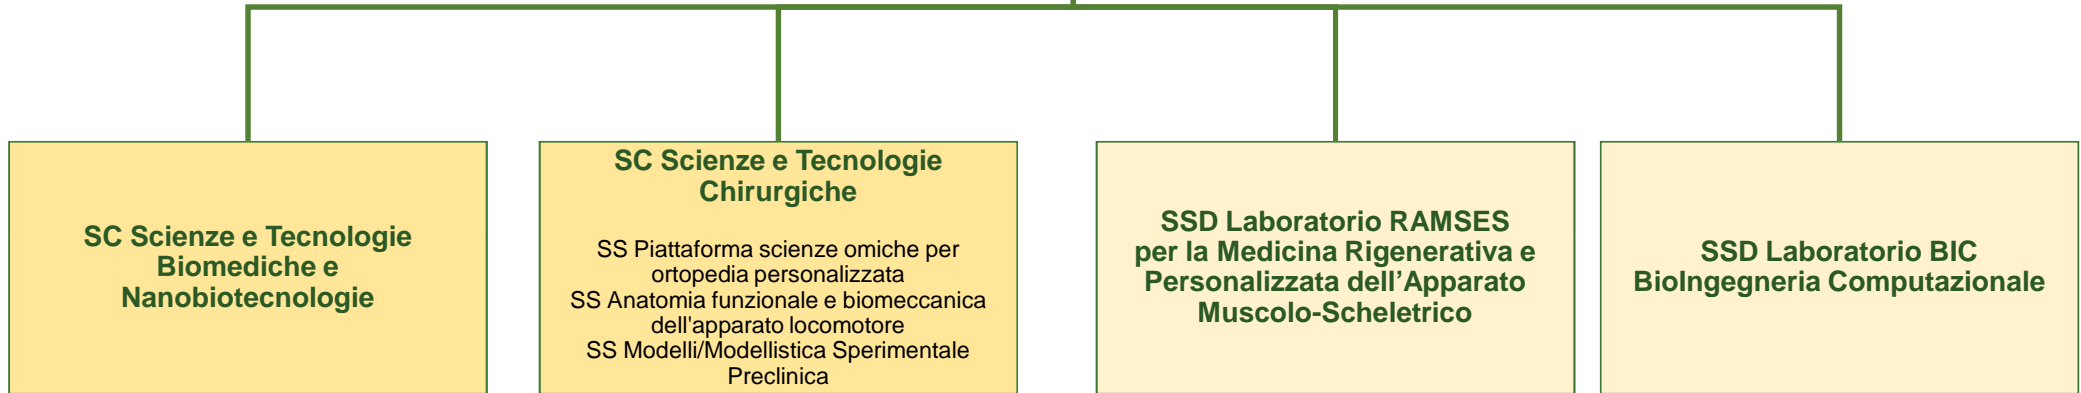 SC Scienze e Tecnologie
Biomediche e
Nanobiotecnologie
SC Scienze e Tecnologie
Chirurgiche
SS Piattaforma scienze omiche per
ortopedia personalizzata
SS Anatomia funzionale e biomeccanica
dell'apparato locomotore
SS Modelli/Modellistica Sperimentale
Preclinica
SSD Laboratorio RAMSES
per la Medicina Rigenerativa e
Personalizzata dell’Apparato
Muscolo-Scheletrico
SSD Laboratorio BIC
BioIngegneria Computazionale